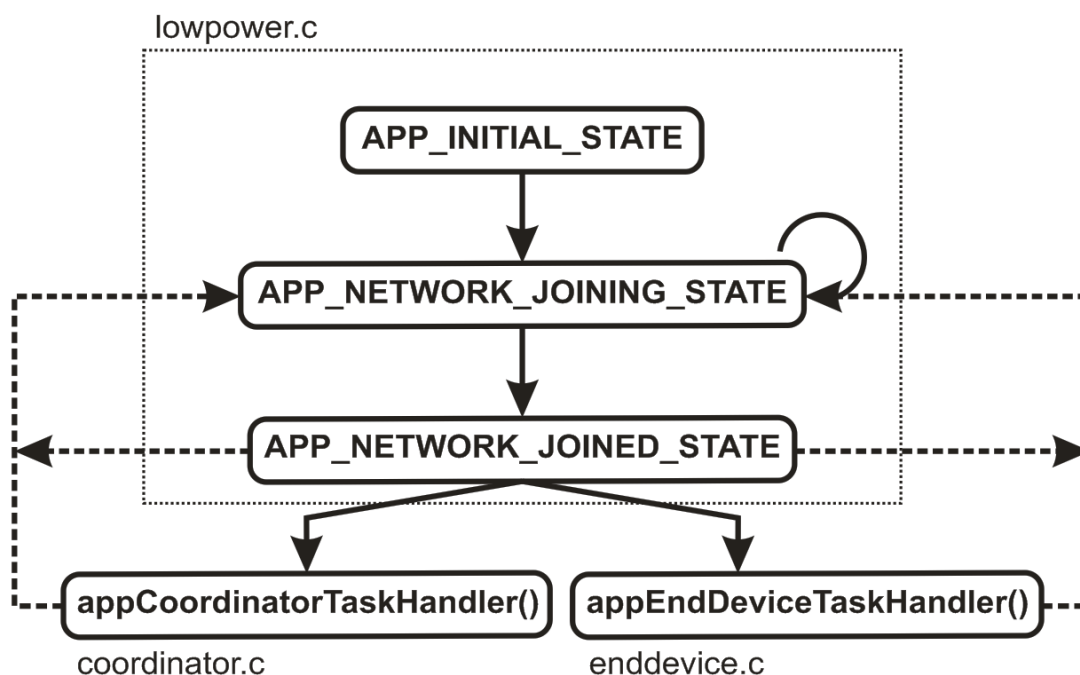 lowpower.c
APP_INITIAL_STATE
APP_NETWORK_JOINING_STATE
APP_NETWORK_JOINED_STATE
appCoordinatorTaskHandler()
appEndDeviceTaskHandler()
coordinator.c
enddevice.c